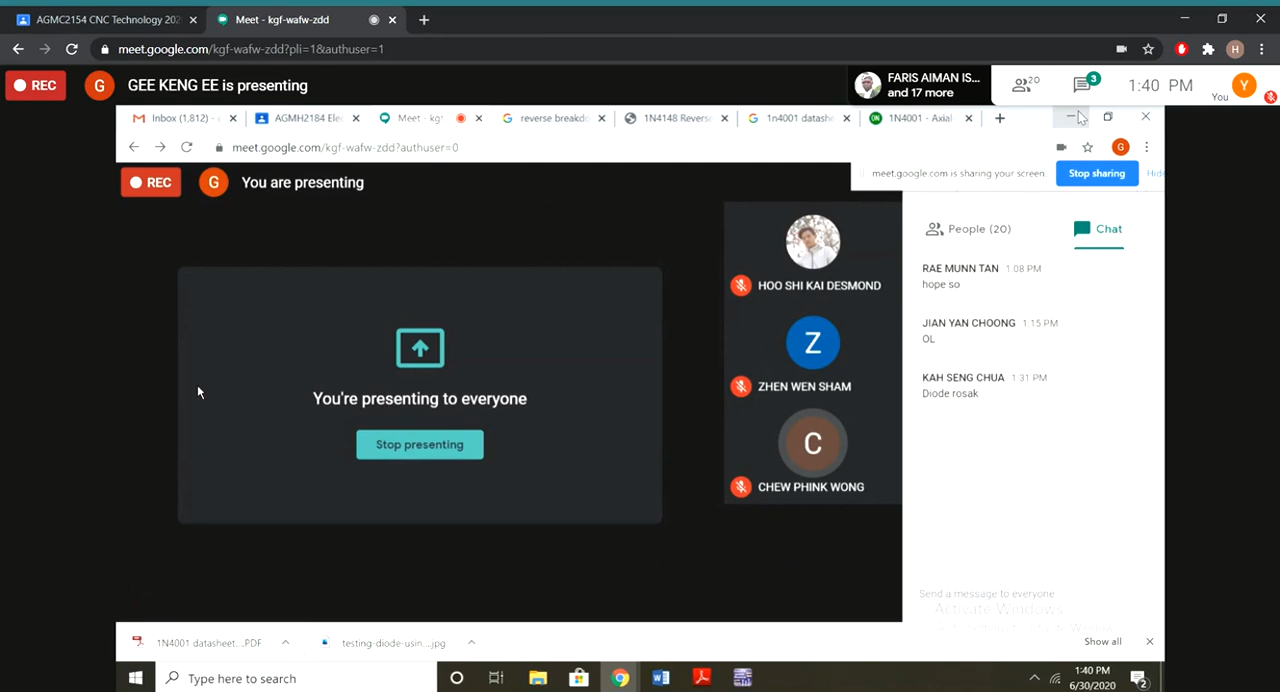 AGMC2154 CNC Technology 202
Meet - kgf-wafw-zdd
meet.google.com/kgf-wafw-zdd?pli=1&authuser=1
REC
G
GEE KENG EE is presenting
FARIS AIMAN IS...
and 17 more
20
3
1:40 PM
You
Y
H
Inbox (1,812) -
AGMH2184 Ele
Meet - kgf
reverse breakdo
1N4148 Reverse
1n4001 datash
ON
1N4001 - Axial
meet.google.com/kgf-wafw-zdd?authuser=0
G
REC
G
You are presenting
meet.google.com is sharing your screen.
Stop sharing
Hide
People (20)
Chat
HOO SHI KAI DESMOND
RAE MUNN TAN 1:08 PM
hope so
JIAN YAN CHOONG 1:15 PM
OL
KAH SENG CHUA 1:31 PM
Diode rosak
You're presenting to everyone
Stop presenting
Z
ZHEN WEN SHAM
C
CHEW PHINK WONG
Send a message to everyone
Activate Windows
1N4001 datasheet....PDF
testing-diode-usin....jpg
Show all
Type here to search
1:40 PM
6/30/2020
2